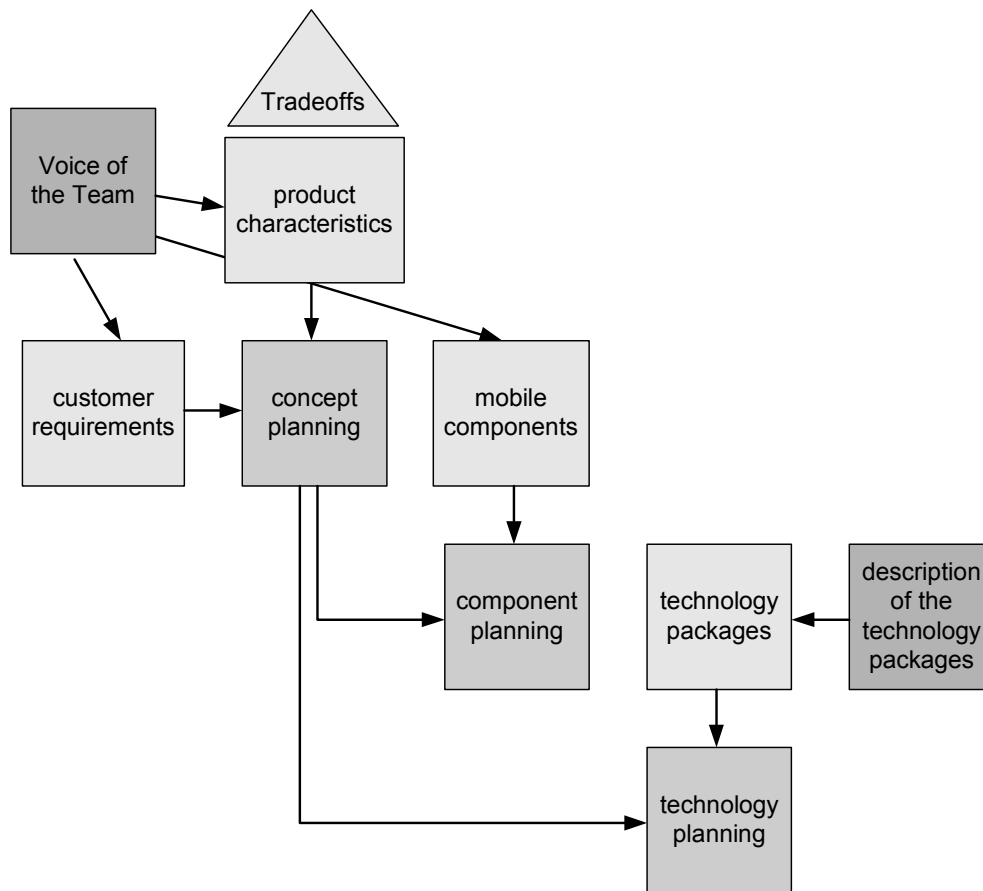 Tradeoffs
Voice of
the Team
product
characteristics
customer
requirements
concept
planning
mobile
components
component
planning
technology
packages
description
of the
technology
packages
technology
planning